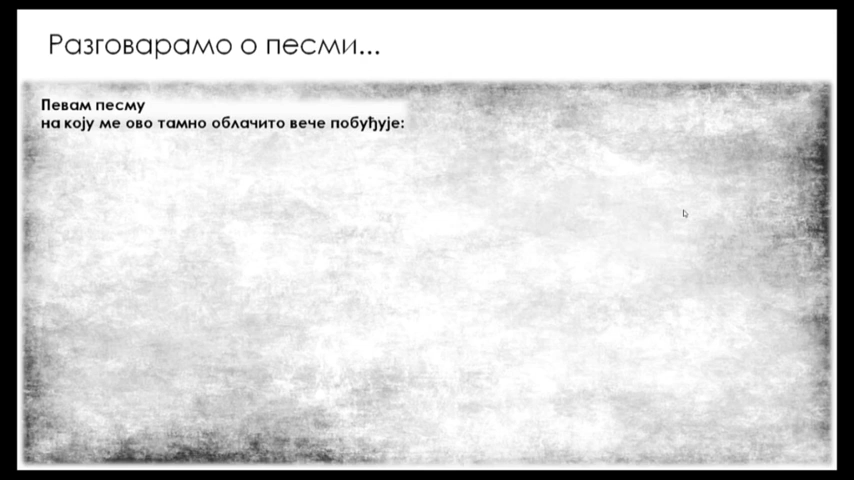 Разговарамо о песми...
Певам песму
на коју ме ово тамно облачито вече побуђује: